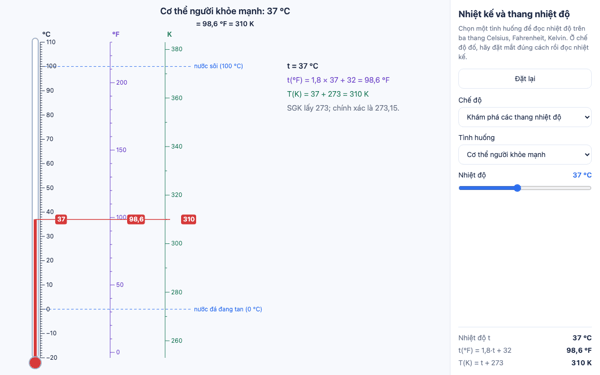 Cơ thể người khỏe mạnh: 37 °C
= 98,6 °F = 310 K
°C
°F
K
110
100
90
80
70
60
50
40
30
20
10
0
−10
−20
200
150
100
50
0
380
360
340
320
300
280
260
nước sôi (100 °C)
nước đá đang tan (0 °C)
37
98,6
310
t = 37 °C
t(°F) = 1,8 × 37 + 32 = 98,6 °F
T(K) = 37 + 273 = 310 K
SGK lấy 273; chính xác là 273,15.
Nhiệt kế và thang nhiệt độ
Chọn một tình huống để đọc nhiệt độ trên
ba thang Celsius, Fahrenheit, Kelvin. Ở chế
độ đố, hãy đặt mắt đúng cách rồi đọc nhiệt
kế.
Đặt lại
Chế độ
Khám phá các thang nhiệt độ
Tình huống
Cơ thể người khỏe mạnh
Nhiệt độ 37 °C
Nhiệt độ t 37 °C
t(°F) = 1,8·t + 32 98,6 °F
T(K) = t + 273 310 K